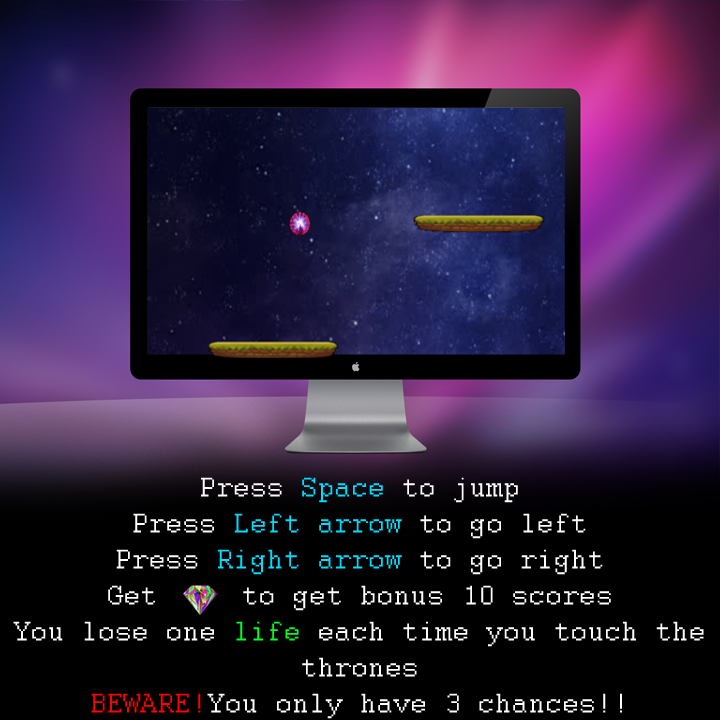 Press Space to jump
Press Left arrow to go left
Press Right arrow to go right
Get to get bonus 10 scores
You lose one life each time you touch the
thrones
BEWARE!You only have 3 chances!!